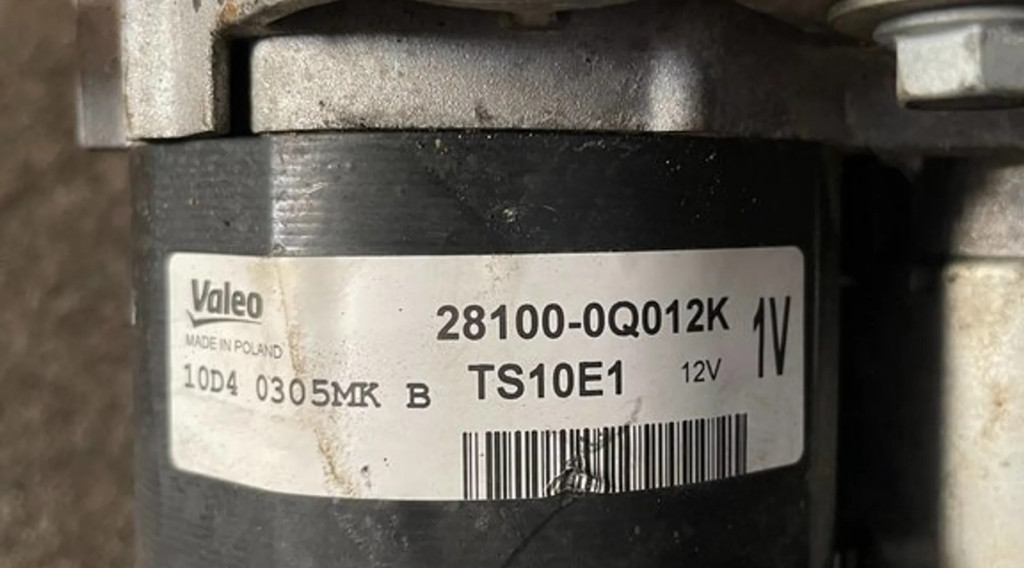 Valeo
MADE IN POLAND
10D4 0305MK B
28100-0Q012K
TS10E1 12V
1V